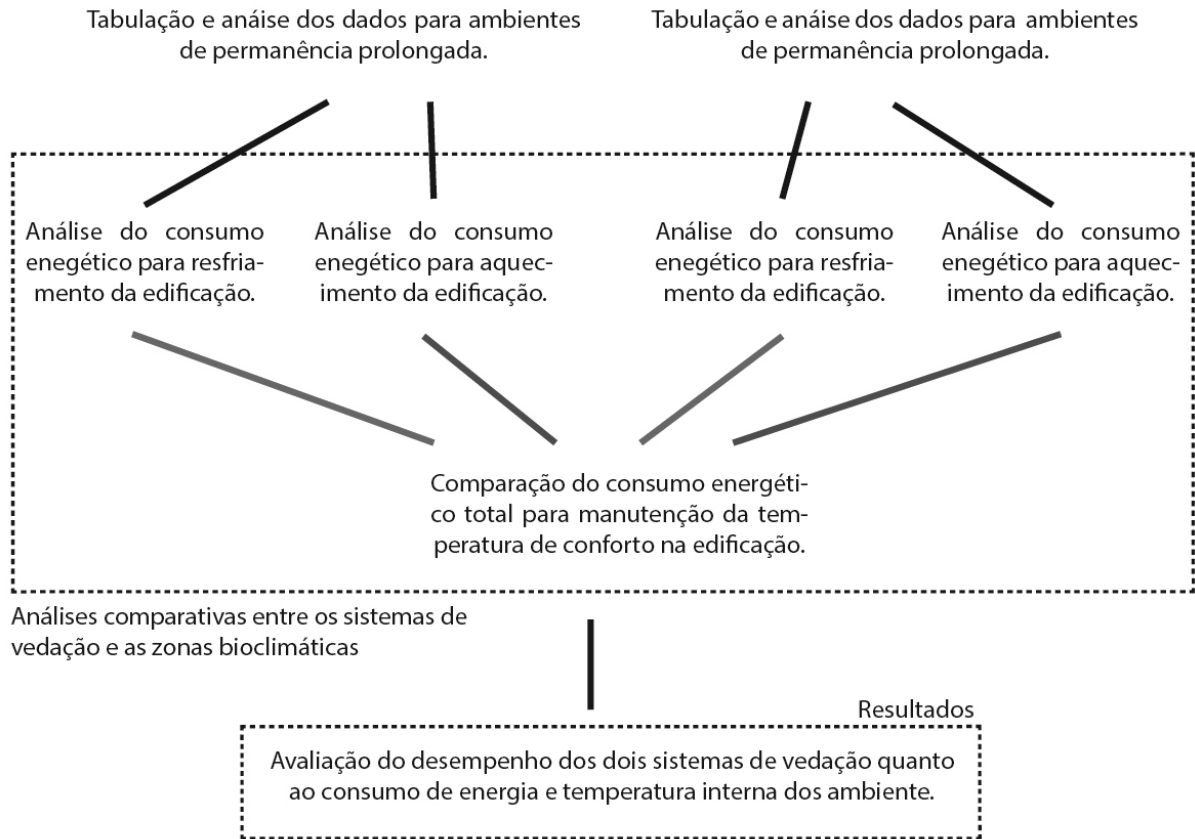 Tabulação e anáise dos dados para ambientes
de permanência prolongada.
Tabulação e anáise dos dados para ambientes
de permanência prolongada.
Análise do consumo
enegético para resfria-
mento da edificação.
Análise do consumo
enegético para aquec-
imento da edificação.
Análise do consumo
enegético para resfria-
mento da edificação.
Análise do consumo
enegético para aquec-
imento da edificação.
Comparação do consumo energéti-
co total para manutenção da tem-
peratura de conforto na edificação.
Análises comparativas entre os sistemas de
vedação e as zonas bioclimáticas
Resultados
Avaliação do desempenho dos dois sistemas de vedação quanto
ao consumo de energia e temperatura interna dos ambiente.